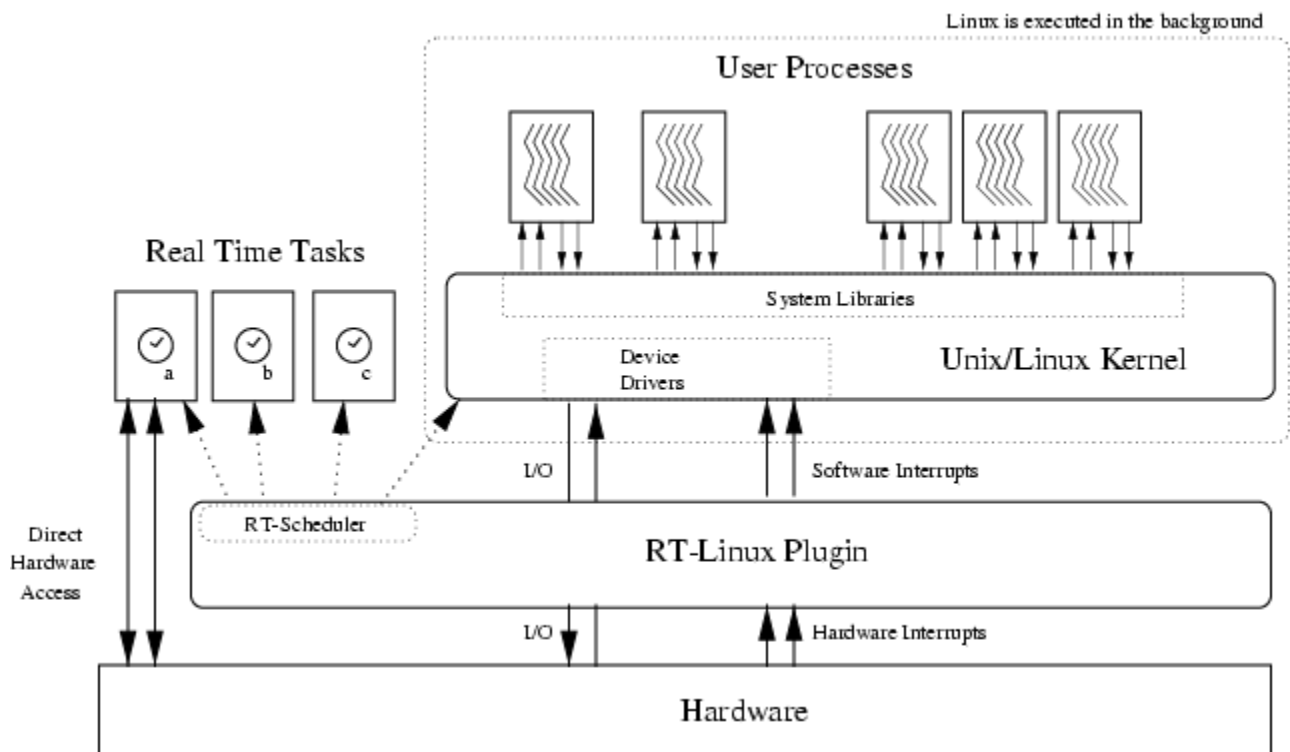 Linux is executed in the background
User Processes
Real Time Tasks
a
b
c
System Libraries
Device
Drivers
Unix/Linux Kernel
I/O
Software Interrupts
RT-Scheduler
Direct
Hardware
Access
RT-Linux Plugin
I/O
Hardware Interrupts
Hardware